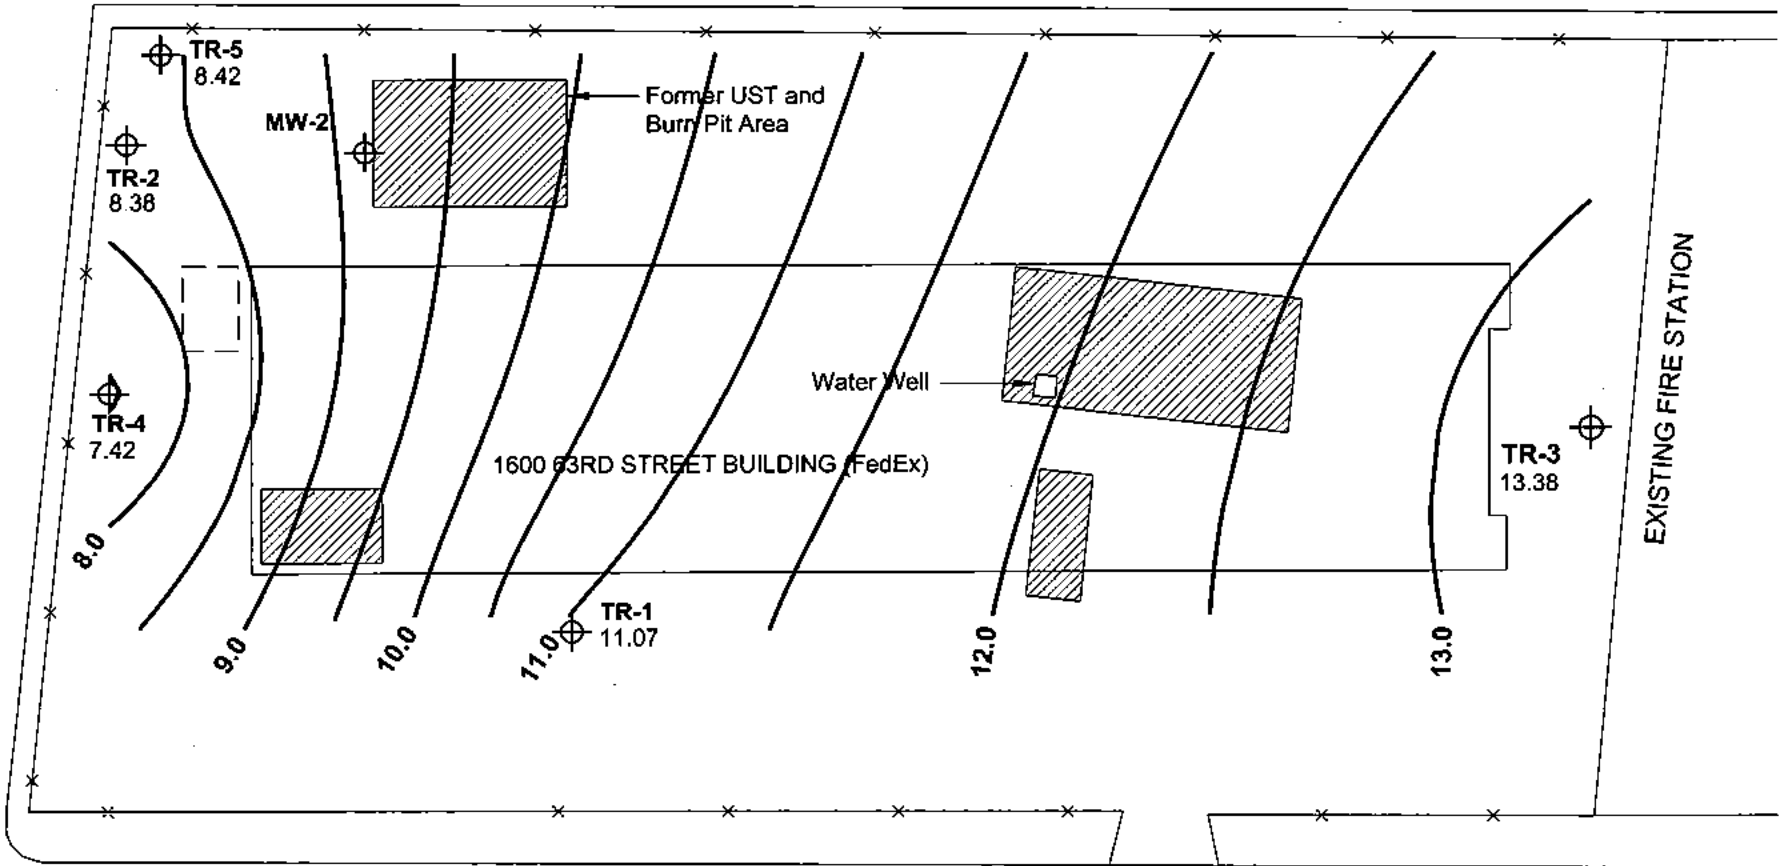 TR-5
8.42
Former UST and
Burn Pit Area
MW-2
TR-2
8.38
EXISTING FIRE STATION
Water Well
TR-4
7.42
1600 63RD STREET BUILDING (FedEx)
TR-3
13.38
8.0
TR-1
11.07
9.0
10.0
11.0
12.0
13.0